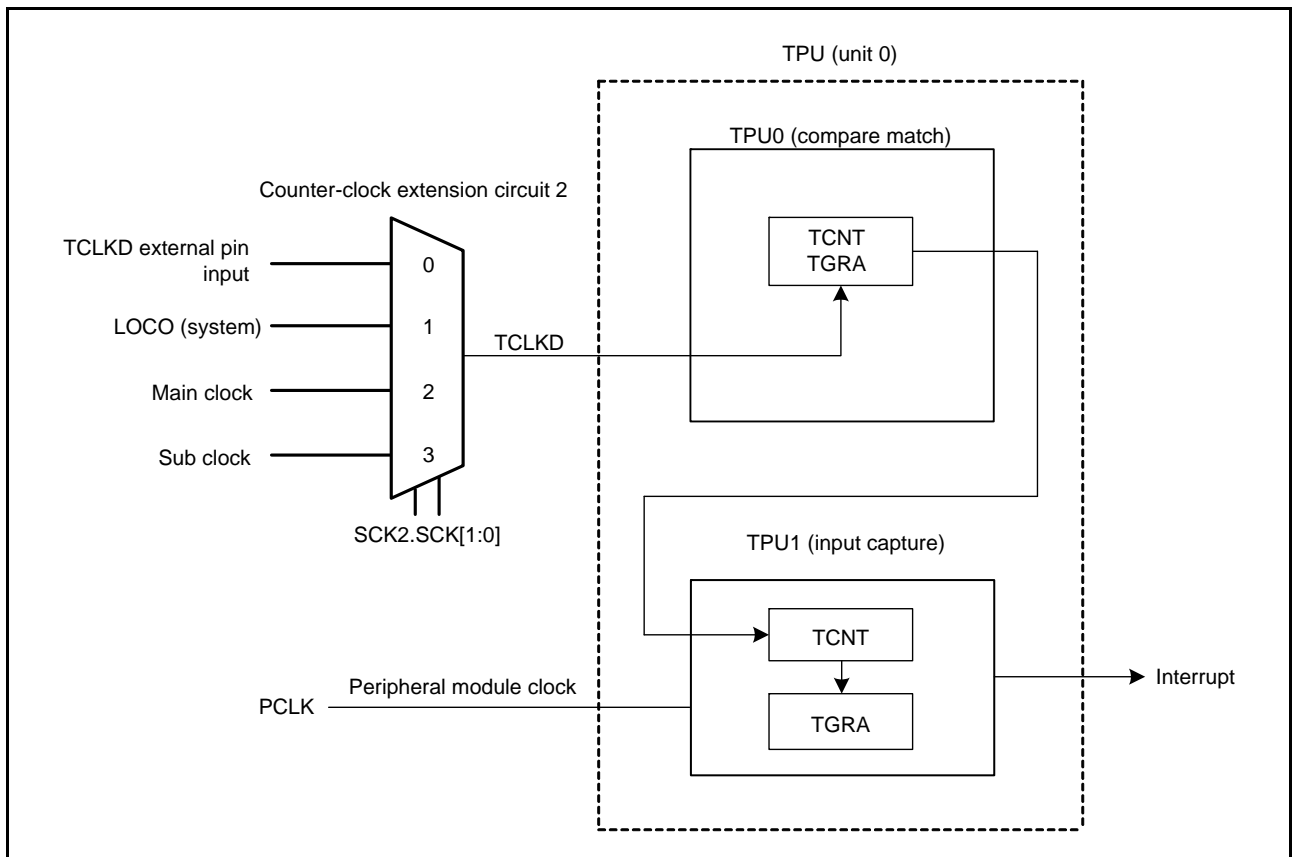 TPU (unit 0)
TPU0 (compare match)
Counter-clock extension circuit 2
TCLKD external pin
input
0
TCNT
TGRA
LOCO (system)
1
TCLKD
Main clock
2
Sub clock
3
SCK2.SCK[1:0]
TPU1 (input capture)
TCNT
Peripheral module clock
PCLK
TGRA
Interrupt